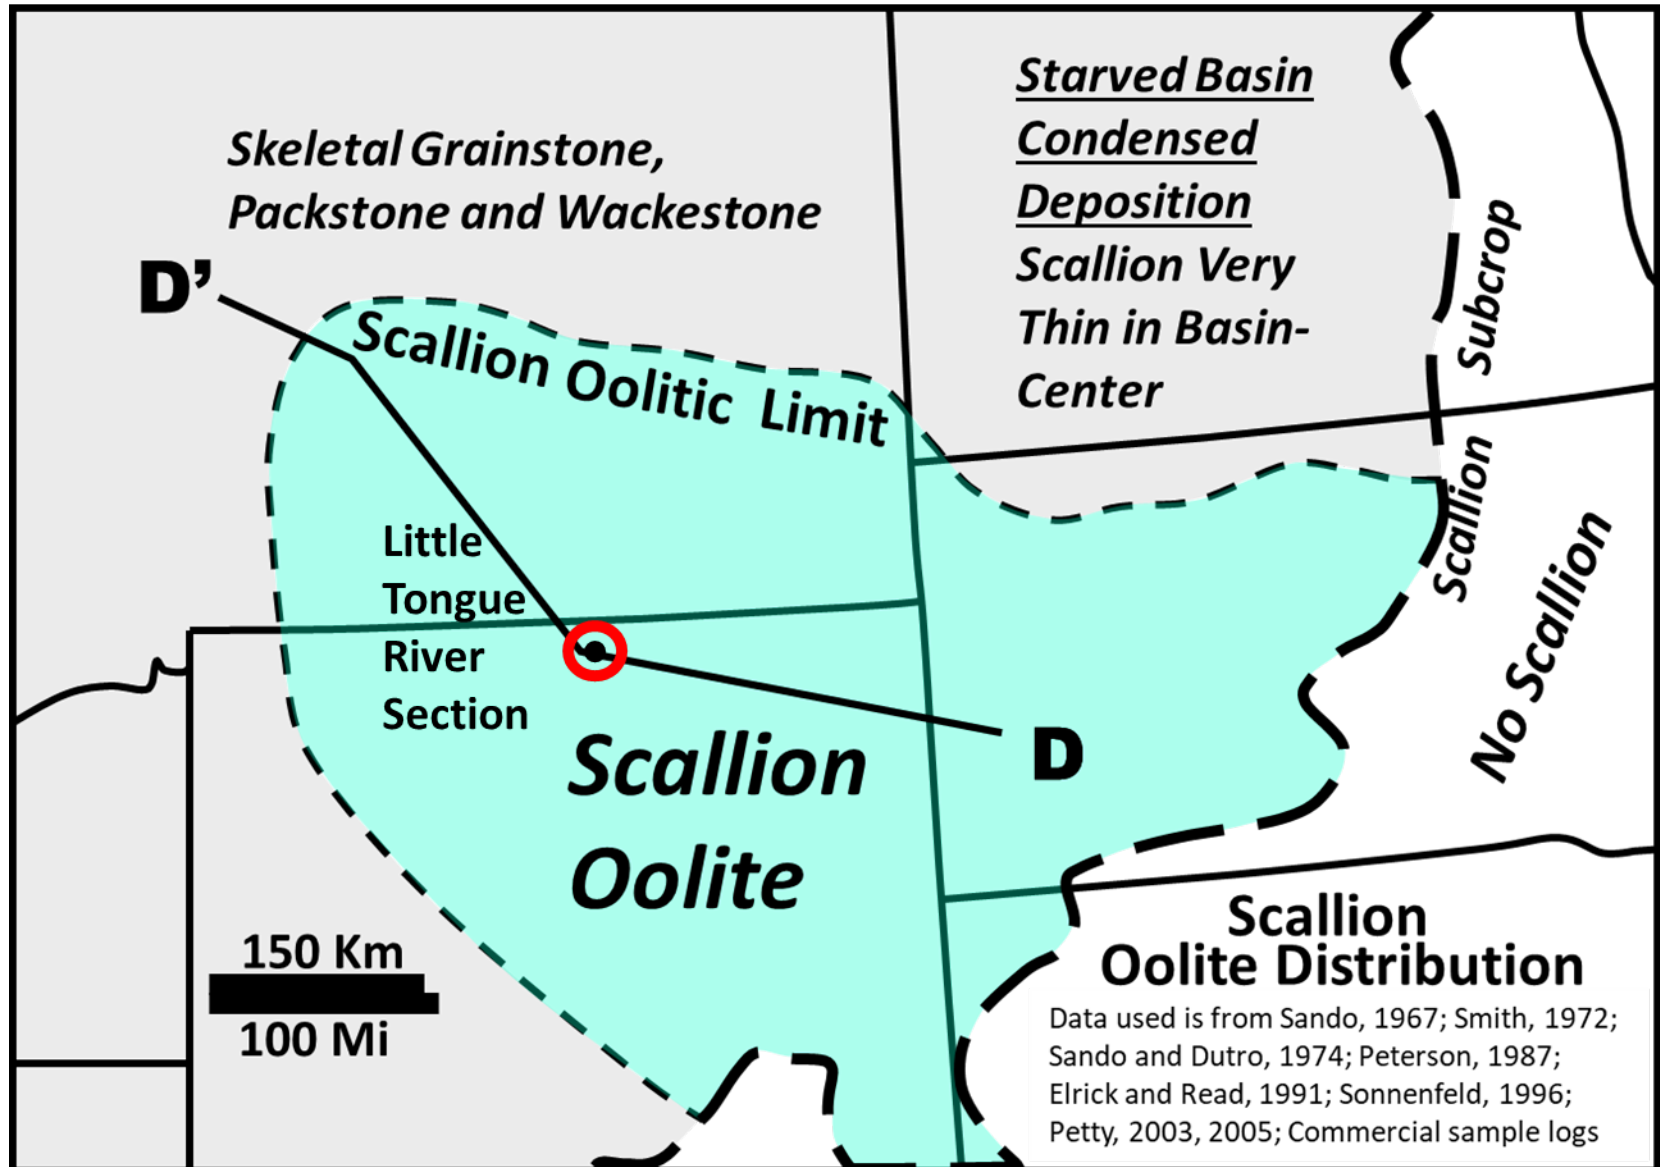 Skeletal Grainstone,
Packstone and Wackestone
Starved Basin
Condensed
Deposition
Scallion Very
Thin in Basin-
Center
D’
Scallion Oolitic Limit
Scallion Subcrop
No Scallion
Little
Tongue
River
Section
D
Scallion
Oolite
150 Km
100 Mi
Scallion
Oolite Distribution
Data used is from Sando, 1967; Smith, 1972;
Sando and Dutro, 1974; Peterson, 1987;
Elrick and Read, 1991; Sonnenfeld, 1996;
Petty, 2003, 2005; Commercial sample logs